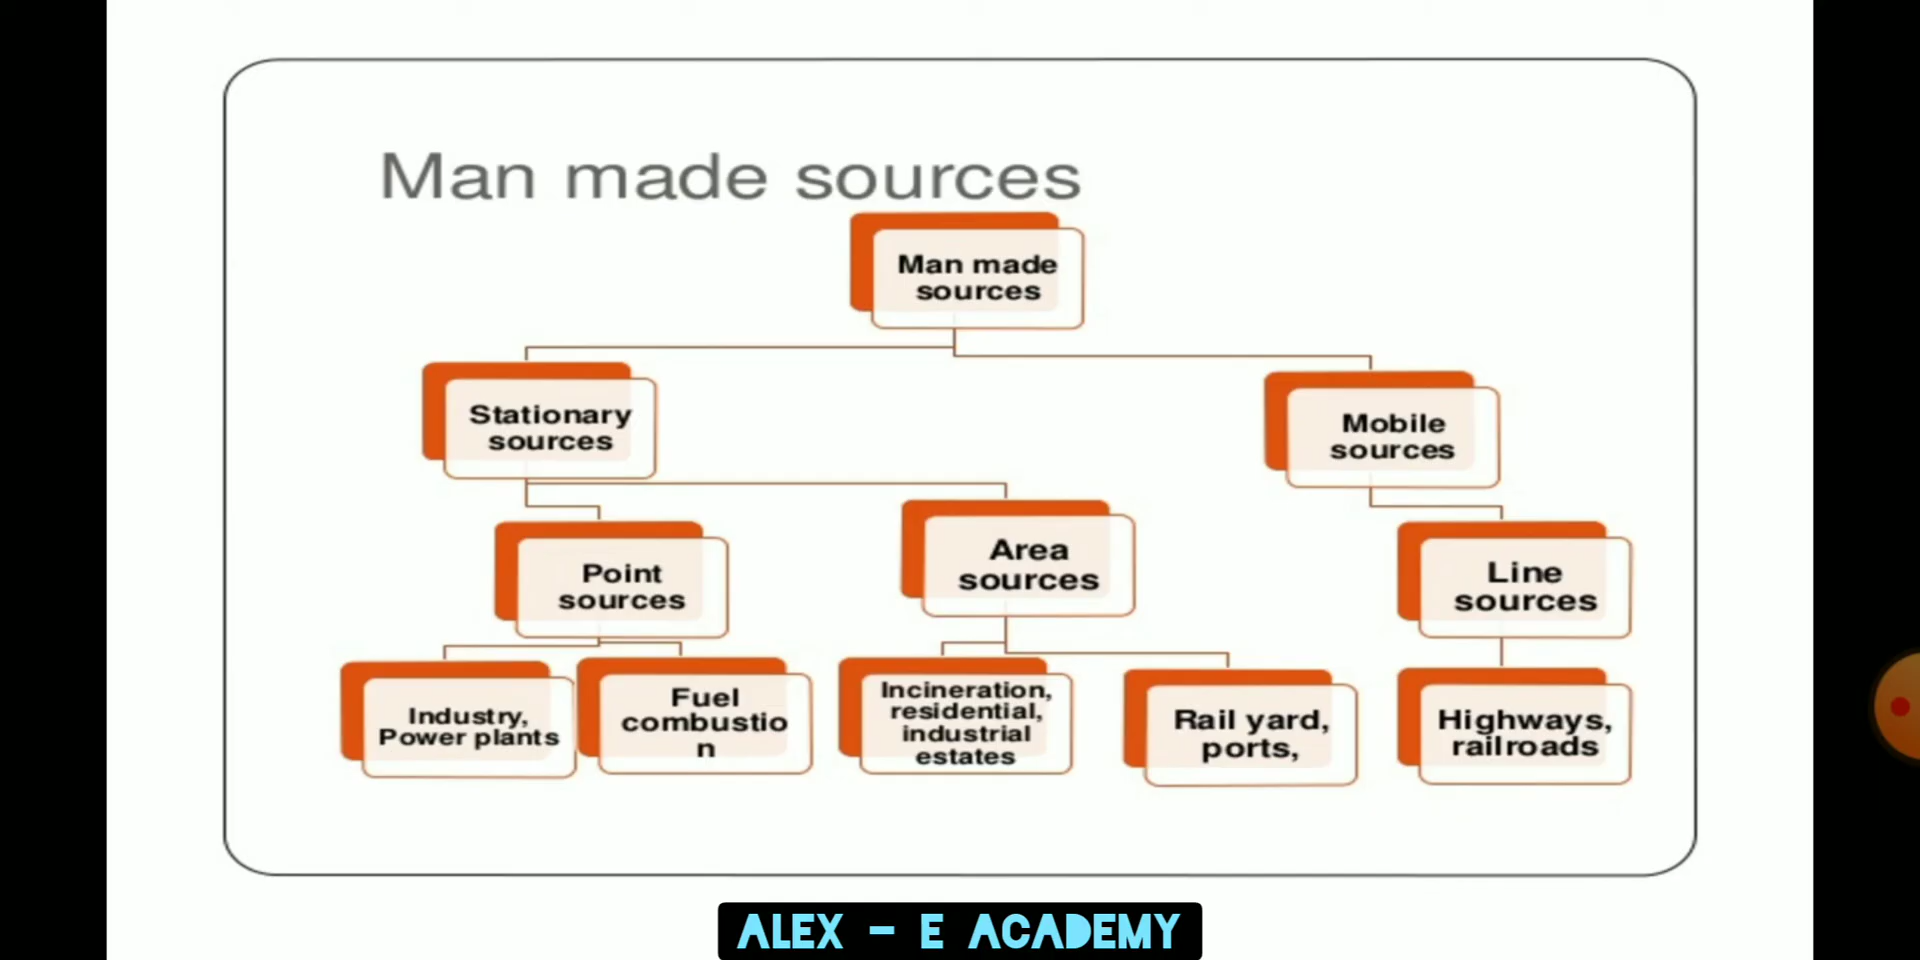 Man made sources
Man made
sources
Stationary
sources
Mobile
sources
Point
sources
Area
sources
Line
sources
Industry,
Power plants
Fuel
combustio
n
Incineration,
residential,
industrial
estates
Rail yard,
ports,
Highways,
railroads
ALEX - E ACADEMY